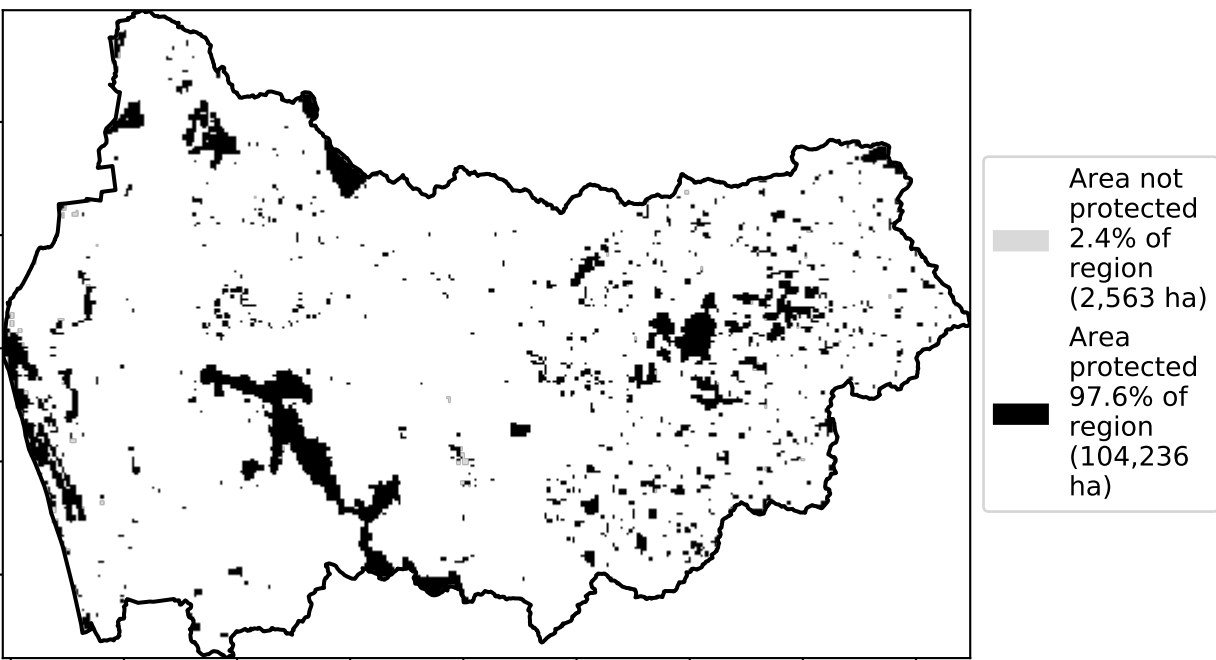 Area not
protected
2.4% of
region
(2,563 ha)
Area
protected
97.6% of
region
(104,236
ha)